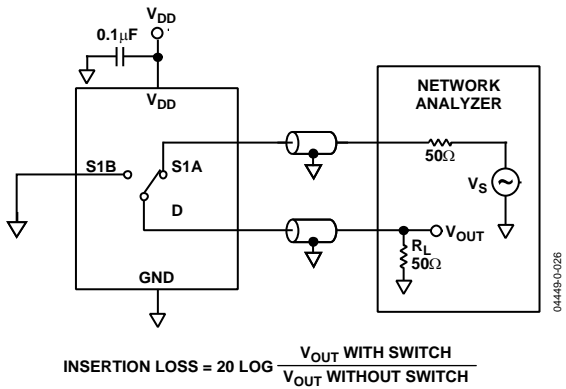 VDD
0.1µF
VDD
S1B
S1A
D
GND
NETWORK
ANALYZER
50Ω
VS
VOUT
RL
50Ω
04449-0-026
INSERTION LOSS = 20 LOG VOUT WITH SWITCH
VOUT WITHOUT SWITCH